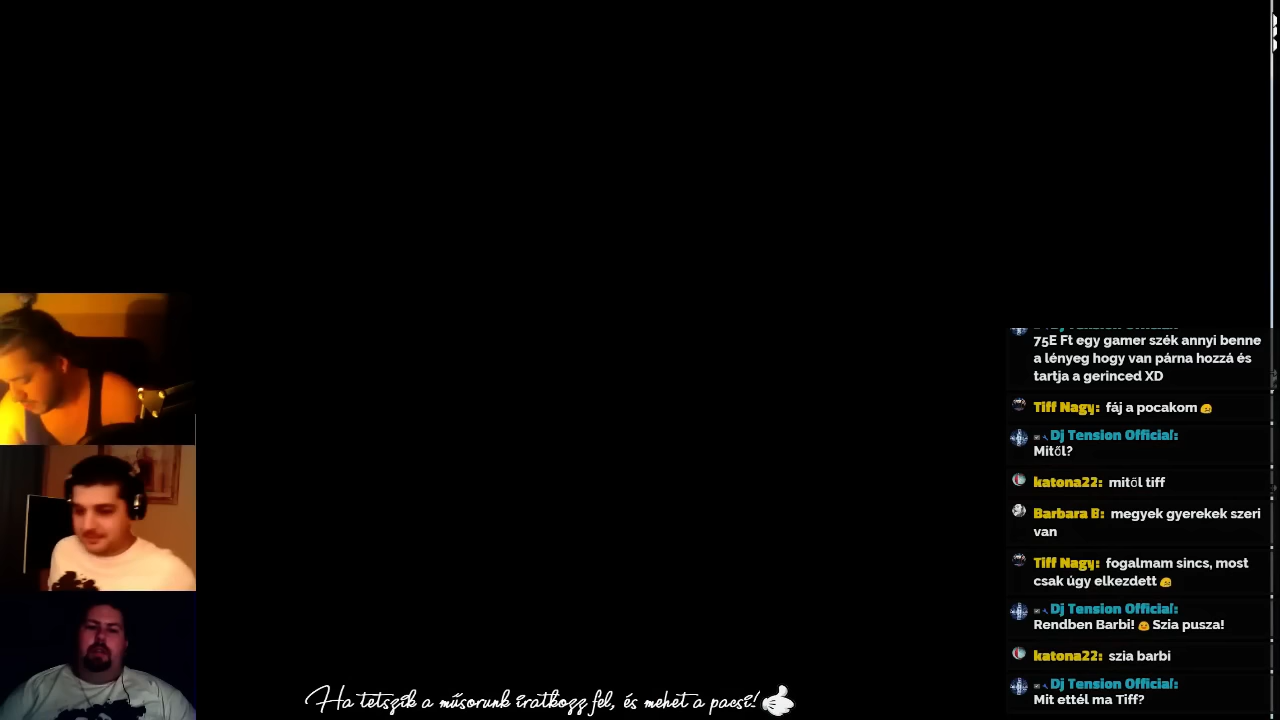 75E Ft egy gamer szék annyi benne
a lényeg hogy van párna hozzá és
tartja a gerinced XD
Tiff Nagy: fáj a pocakom
Dj Tension Official:
Mitől?
katona22: mitöl tiff
Barbara B: megyek gyerekek szeri
van
Tiff Nagy: fogalmam sincs, most
csak úgy elkezdett
Dj Tension Official:
Rendben Barbi! Szia pusza!
katona22: szia barbi
Dj Tension Official:
Mit ettél ma Tiff?
Ha tetszik a műsorunk iratkozz fel, és mehet a pacsi!